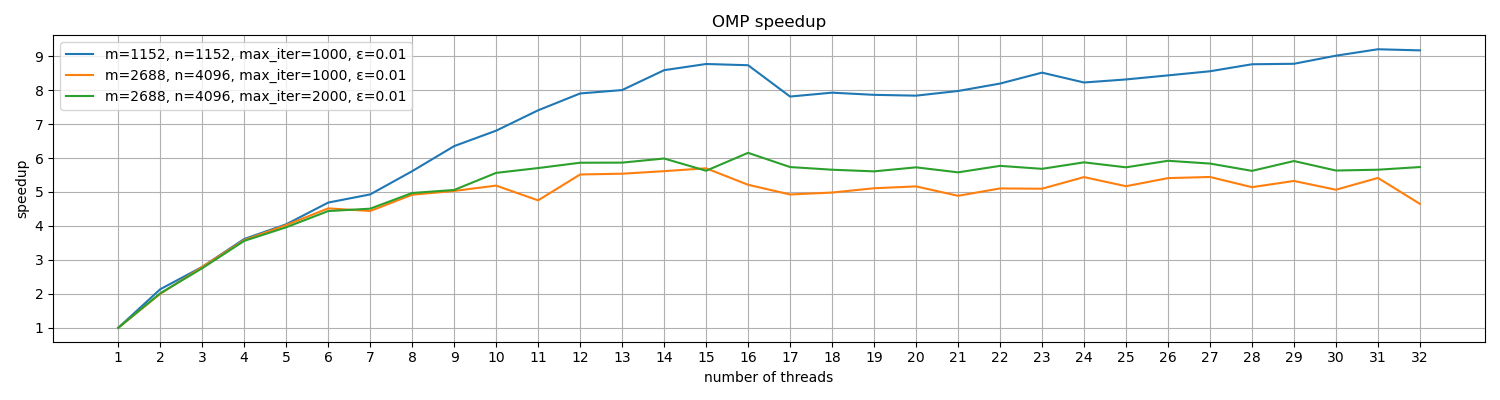 OMP speedup
m=1152, n=1152, max_iter=1000, ε=0.01
m=2688, n=4096, max_iter=1000, ε=0.01
m=2688, n=4096, max_iter=2000, ε=0.01
speedup
9
8
7
6
5
4
3
2
1
1 2 3 4 5 6 7 8 9 10 11 12 13 14 15 16 17 18 19 20 21 22 23 24 25 26 27 28 29 30 31 32
number of threads